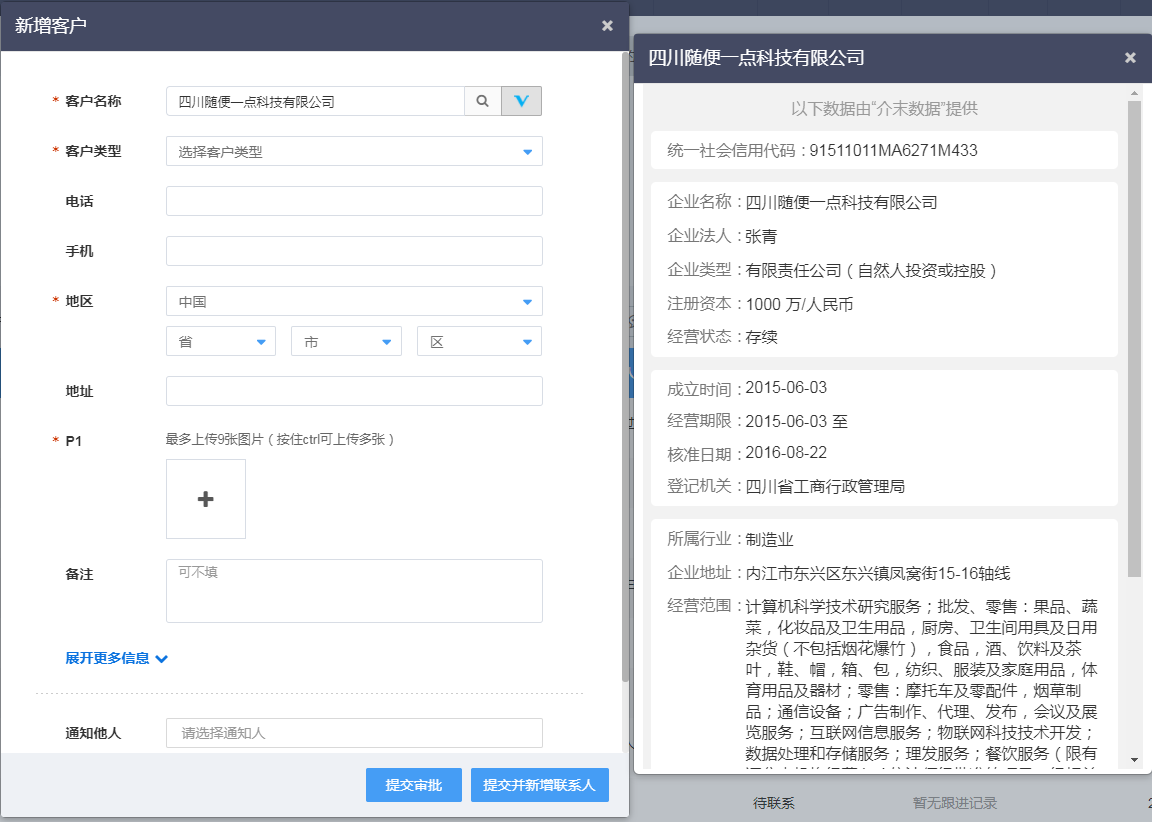 新增客户
* 客户名称
四川随便一点科技有限公司
* 客户类型
选择客户类型
电话
手机
* 地区
中国
省
市
区
地址
* P1
最多上传9张图片（按住ctrl可上传多张）
备注
可不填
展开更多信息
通知他人
请选择通知人
提交审批
提交并新增联系人
四川随便一点科技有限公司
以下数据由“介末数据”提供
统一社会信用代码：91511011MA6271M433
企业名称：四川随便一点科技有限公司
企业法人：张青
企业类型：有限责任公司（自然人投资或控股）
注册资本：1000 万/人民币
经营状态：存续
成立时间：2015-06-03
经营期限：2015-06-03 至
核准日期：2016-08-22
登记机关：四川省工商行政管理局
所属行业：制造业
企业地址：内江市东兴区东兴镇凤窝街15-16轴线
经营范围：计算机科学技术研究服务；批发、零售：果品、蔬
菜，化妆品及卫生用品，厨房、卫生间用具及日用
杂货（不包括烟花爆竹），食品，酒、饮料及茶
叶，鞋、帽，箱、包，纺织、服装及家庭用品，体
育用品及器材；零售：摩托车及零配件，烟草制
品；通信设备；广告制作、代理、发布，会议及展
览服务；互联网信息服务；物联网科技技术开发；
数据处理和存储服务；理发服务；餐饮服务（限有
待联系
暂无跟进记录